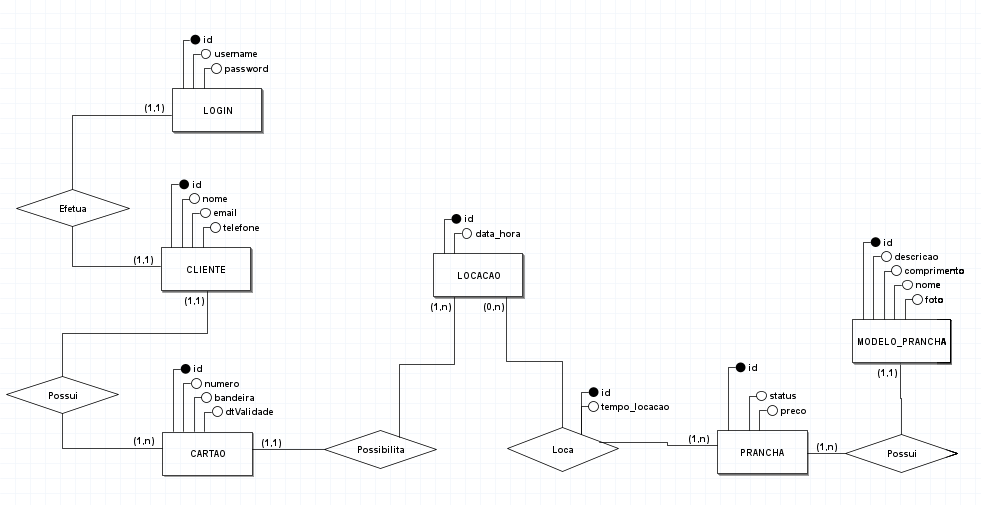 id
username
password
(1,1)
LOGIN
Efetua
id
nome
email
telefone
(1,1)
CLIENTE
(1,1)
Possui
id
numero
bandeira
dtValidade
(1,n)
CARTAO
(1,1)
Possibilita
id
data_hora
LOCACAO
(1,n)
(0,n)
id
tempo_locacao
Loca
(1,n)
id
status
preco
PRANCHA
(1,n)
Possui
id
descricao
comprimento
nome
foto
MODELO_PRANCHA
(1,1)